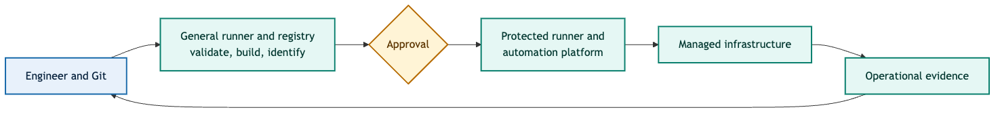 Engineer and Git
General runner and registry
validate, build, identify
Approval
Protected runner and
automation platform
Managed infrastructure
Operational evidence